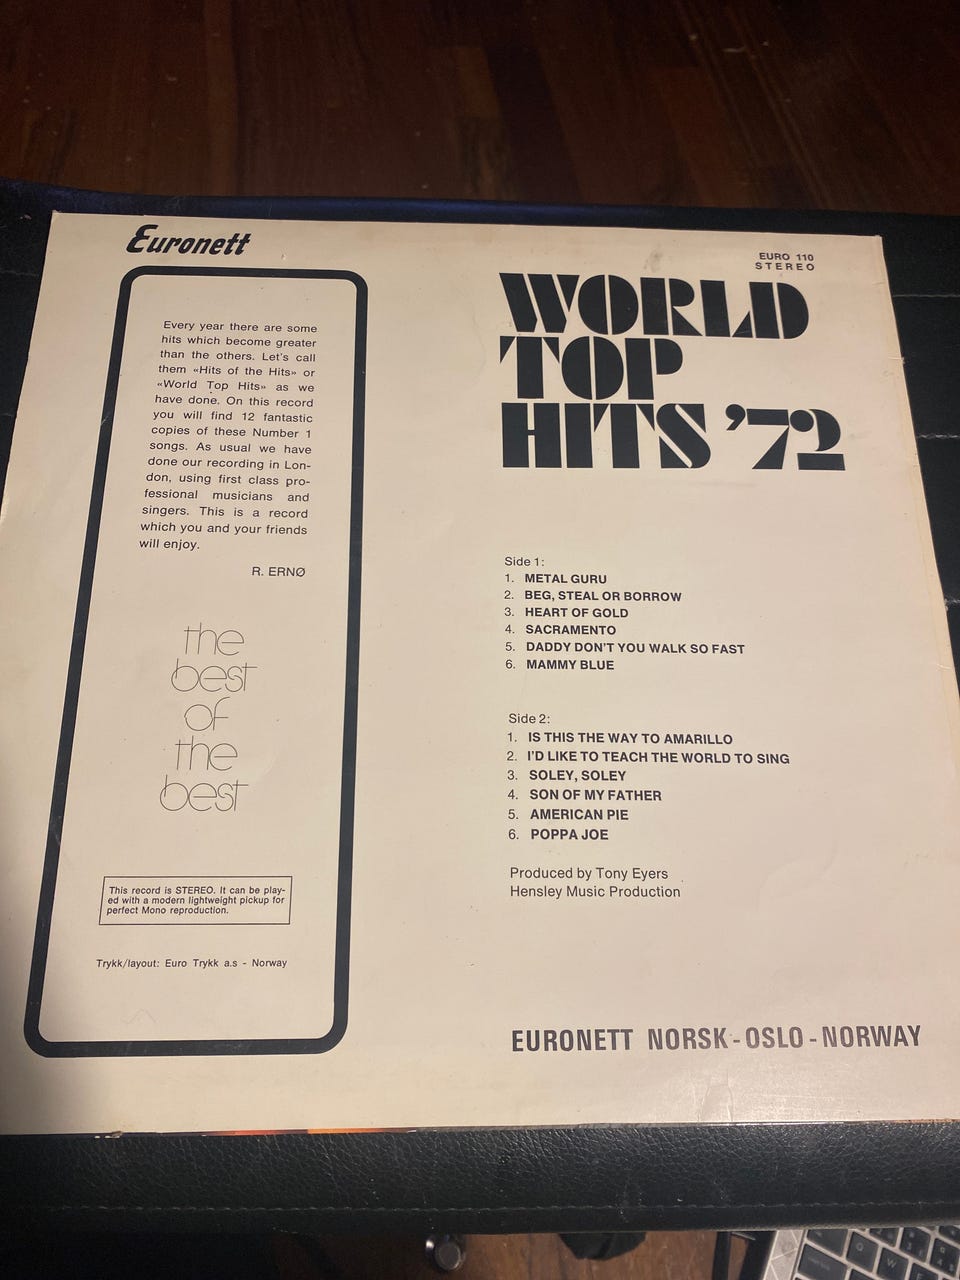 Euronett
Every year there are some
hits which become greater
than the others. Let's call
them «Hits of the Hits» or
«World Top Hits» as we
have done. On this record
you will find 12 fantastic
copies of these Number 1
songs. As usual we have
done our recording in Lon-
don, using first class pro-
fessional musicians and
singers. This is a record
which you and your friends
will enjoy.
R. ERNØ
the
best
of
the
best
This record is STEREO. It can be play-
ed with a modern lightweight pickup for
perfect Mono reproduction.
Trykk/layout: Euro Trykk a.s - Norway
EURO 110
STEREO
WORLD
TOP
HITS '72
Side 1:
1. METAL GURU
2. BEG, STEAL OR BORROW
3. HEART OF GOLD
4. SACRAMENTO
5. DADDY DON'T YOU WALK SO FAST
6. MAMMY BLUE
Side 2:
1. IS THIS THE WAY TO AMARILLO
2. I'D LIKE TO TEACH THE WORLD TO SING
3. SOLEY, SOLEY
4. SON OF MY FATHER
5. AMERICAN PIE
6. POPPA JOE
Produced by Tony Eyers
Hensley Music Production
EURONETT NORSK - OSLO - NORWAY